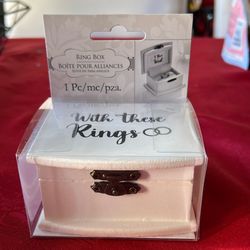 RING BOX
BOÎTE POUR ALLIANCES
1 Pc/mc/pza.
With These
Rings